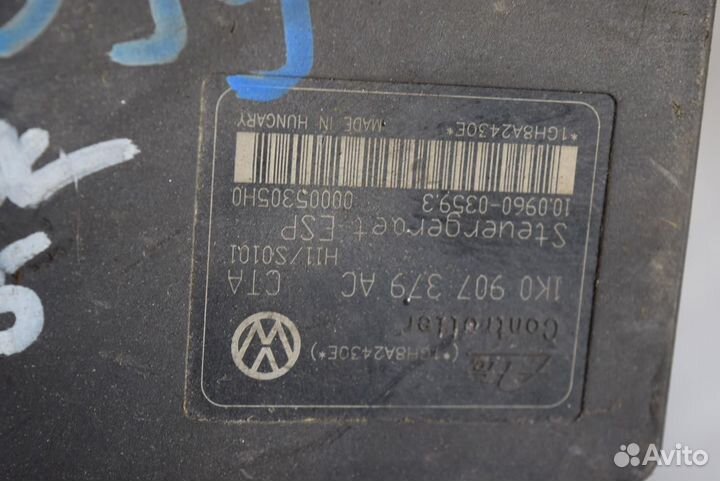 (*1GH8A2430E*)
Controller
1K0 907 379 AC CTA
H11/S0101
Steuergeraet ESP
10.0960-0359.3 00005305H0
*1GH8A2430E* MADE IN HUNGARY
Avito